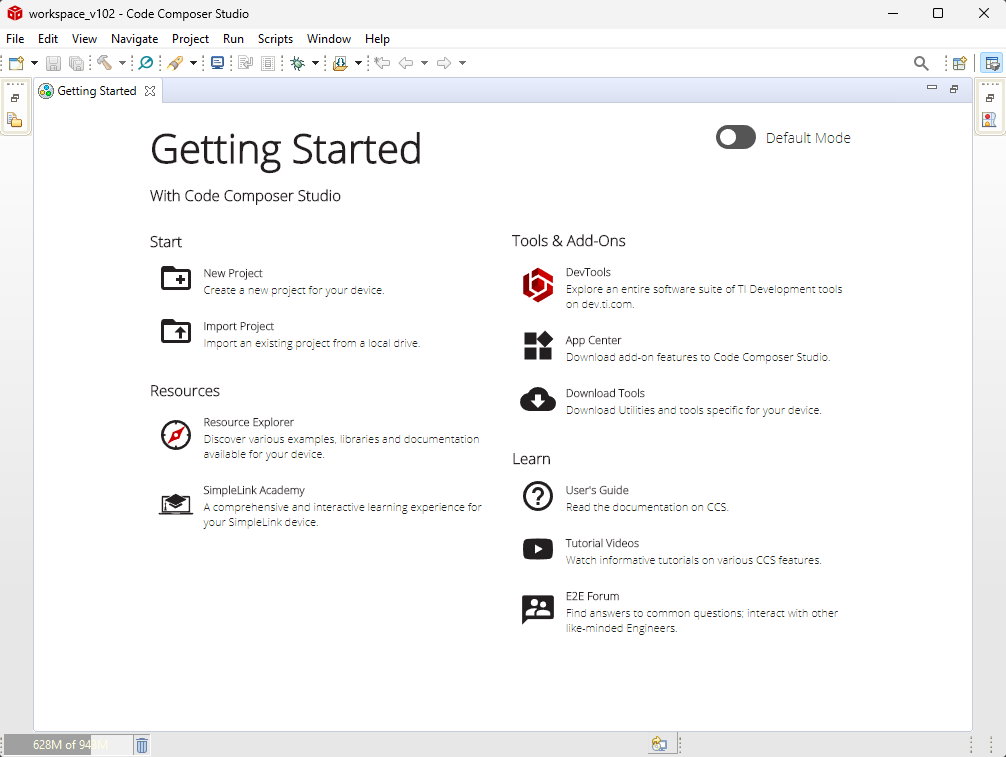 workspace_v102 - Code Composer Studio
File Edit View Navigate Project Run Scripts Window Help
Getting Started
Getting Started
Default Mode
With Code Composer Studio
Start
New Project
Create a new project for your device.
Import Project
Import an existing project from a local drive.
Resources
Resource Explorer
Discover various examples, libraries and documentation
available for your device.
SimpleLink Academy
A comprehensive and interactive learning experience for
your SimpleLink device.
Tools & Add-Ons
DevTools
Explore an entire software suite of TI Development tools
on dev.ti.com.
App Center
Download add-on features to Code Composer Studio.
Download Tools
Download Utilities and tools specific for your device.
Learn
User's Guide
Read the documentation on CCS.
Tutorial Videos
Watch informative tutorials on various CCS features.
E2E Forum
Find answers to common questions; interact with other
like-minded Engineers.
628M of